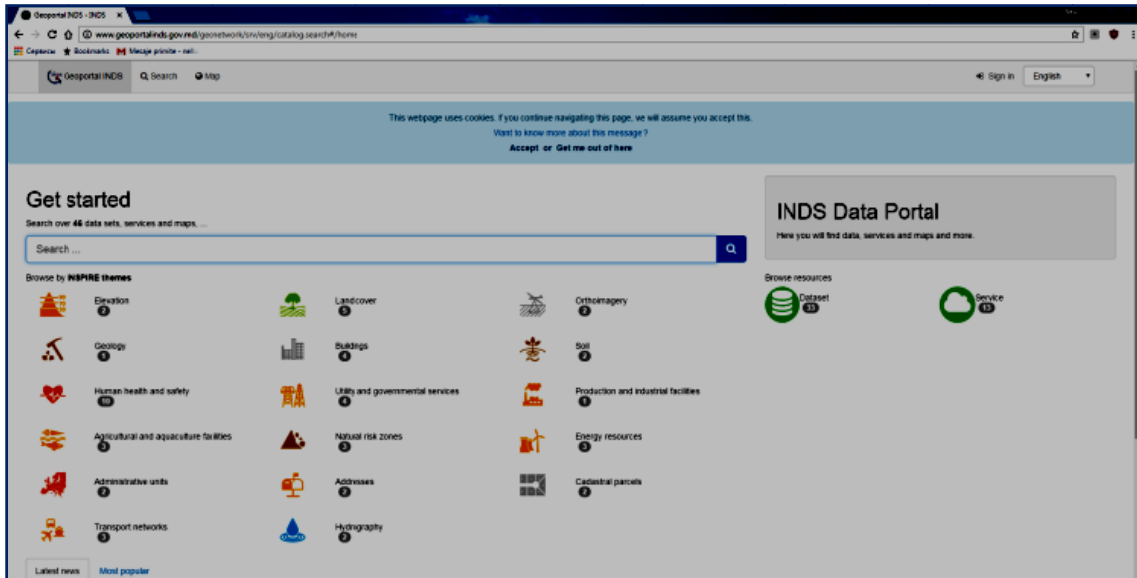 Geoportal INDS - INDS
www.geoportalinds.gov.md/geonetwork/srv/eng/catalog.search#/home
Сервисы Bookmarks Mesaje primite - nell-
Geoportal INDS Search Map Sign in English
This webpage uses cookies. If you continue navigating this page, we will assume you accept this.
Want to know more about this message?
Accept or Get me out of here
Get started
Search over 46 data sets, services and maps, ...
Search ...
INDS Data Portal
Here you will find data, services and maps and more.
Browse by INSPIRE themes
Elevation
2
Landcover
5
Orthoimagery
2
Geology
Buildings
4
Soil
2
Human health and safety
10
Utility and governmental services
4
Production and industrial facilities
1
Agricultural and aquaculture facilities
3
Natural risk zones
3
Energy resources
3
Administrative units
2
Addresses
2
Cadastral parcels
2
Transport networks
3
Hydrography
2
Browse resources
Dataset
33
Service
13
Latest news Most popular